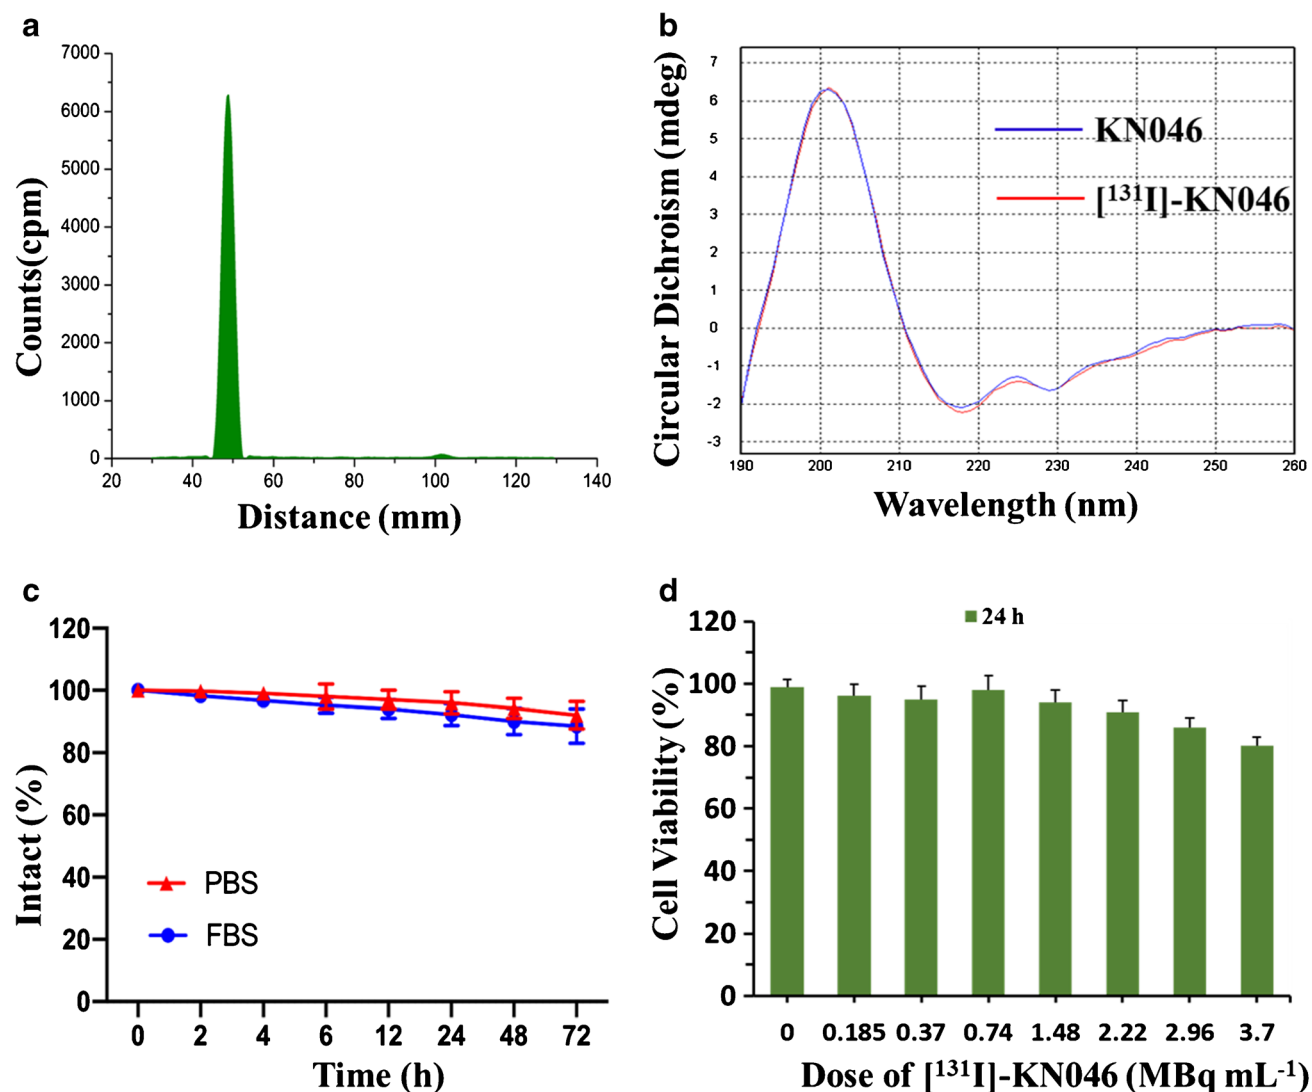 a
7000
6000
5000
4000
3000
2000
1000
0
20 40 60 80 100 120 140
Counts(cpm)
Distance (mm)
b
7
6
5
4
3
2
1
0
-1
-2
-3
190 200 210 220 230 240 250 260
Circular Dichroism (mdeg)
Wavelength (nm)
KN046
[¹³¹I]-KN046
c
120
100
80
60
40
20
0
0 2 4 6 12 24 48 72
Intact (%)
Time (h)
PBS
FBS
d
120
100
80
60
40
20
0
0 0.185 0.37 0.74 1.48 2.22 2.96 3.7
Cell Viability (%)
Dose of [¹³¹I]-KN046 (MBq mL⁻¹)
24 h